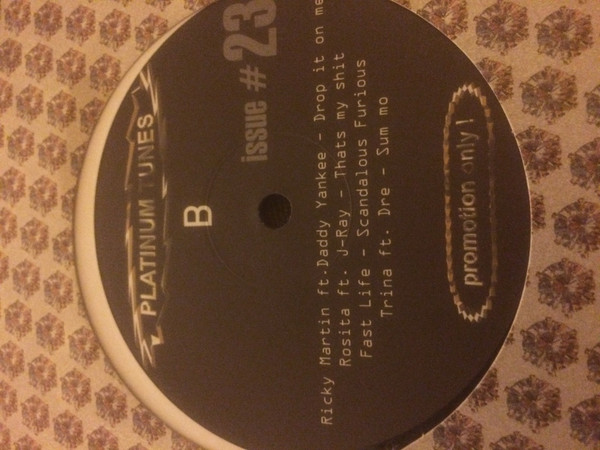 PLATINUM TUNES
B
issue # 23
Ricky Martin ft.Daddy Yankee - Drop it on me
Rosita ft. J-Ray - Thats my shit
Fast Life - Scandalous Furious
Trina ft. Dre - Sum mo
promotion only !